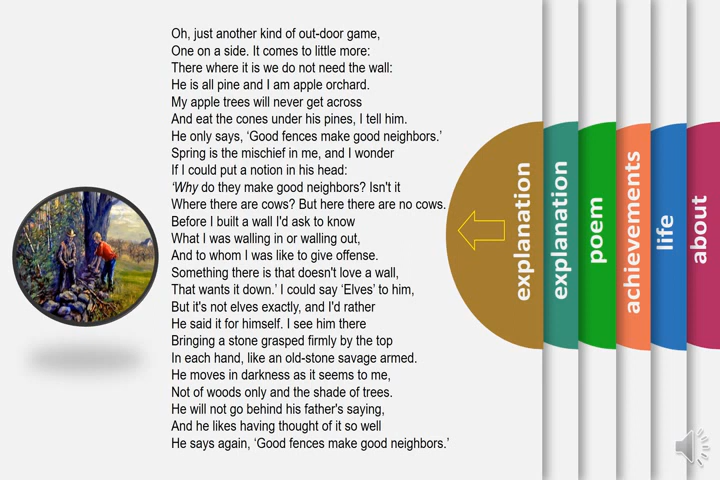 Oh, just another kind of out-door game,
One on a side. It comes to little more:
There where it is we do not need the wall:
He is all pine and I am apple orchard.
My apple trees will never get across
And eat the cones under his pines, I tell him.
He only says, ‘Good fences make good neighbors.’
Spring is the mischief in me, and I wonder
If I could put a notion in his head:
‘Why do they make good neighbors? Isn't it
Where there are cows? But here there are no cows.
Before I built a wall I'd ask to know
What I was walling in or walling out,
And to whom I was like to give offense.
Something there is that doesn't love a wall,
That wants it down.’ I could say ‘Elves’ to him,
But it's not elves exactly, and I'd rather
He said it for himself. I see him there
Bringing a stone grasped firmly by the top
In each hand, like an old-stone savage armed.
He moves in darkness as it seems to me,
Not of woods only and the shade of trees.
He will not go behind his father's saying,
And he likes having thought of it so well
He says again, ‘Good fences make good neighbors.’
explanation
explanation
poem
achievements
life
about